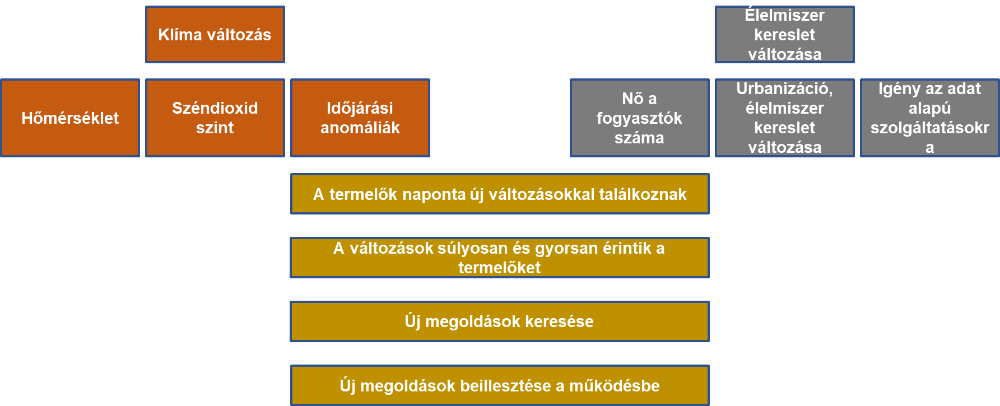 Klíma változás
Élelmiszer
kereslet
változása
Hőmérséklet
Széndioxid
szint
Időjárási
anomáliák
Nő a
fogyasztók
száma
Urbanizáció,
élelmiszer
kereslet
változása
Igény az adat
alapú
szolgáltatásokr
a
A termelők naponta új változásokkal találkoznak
A változások súlyosan és gyorsan érintik a
termelőket
Új megoldások keresése
Új megoldások beillesztése a működésbe